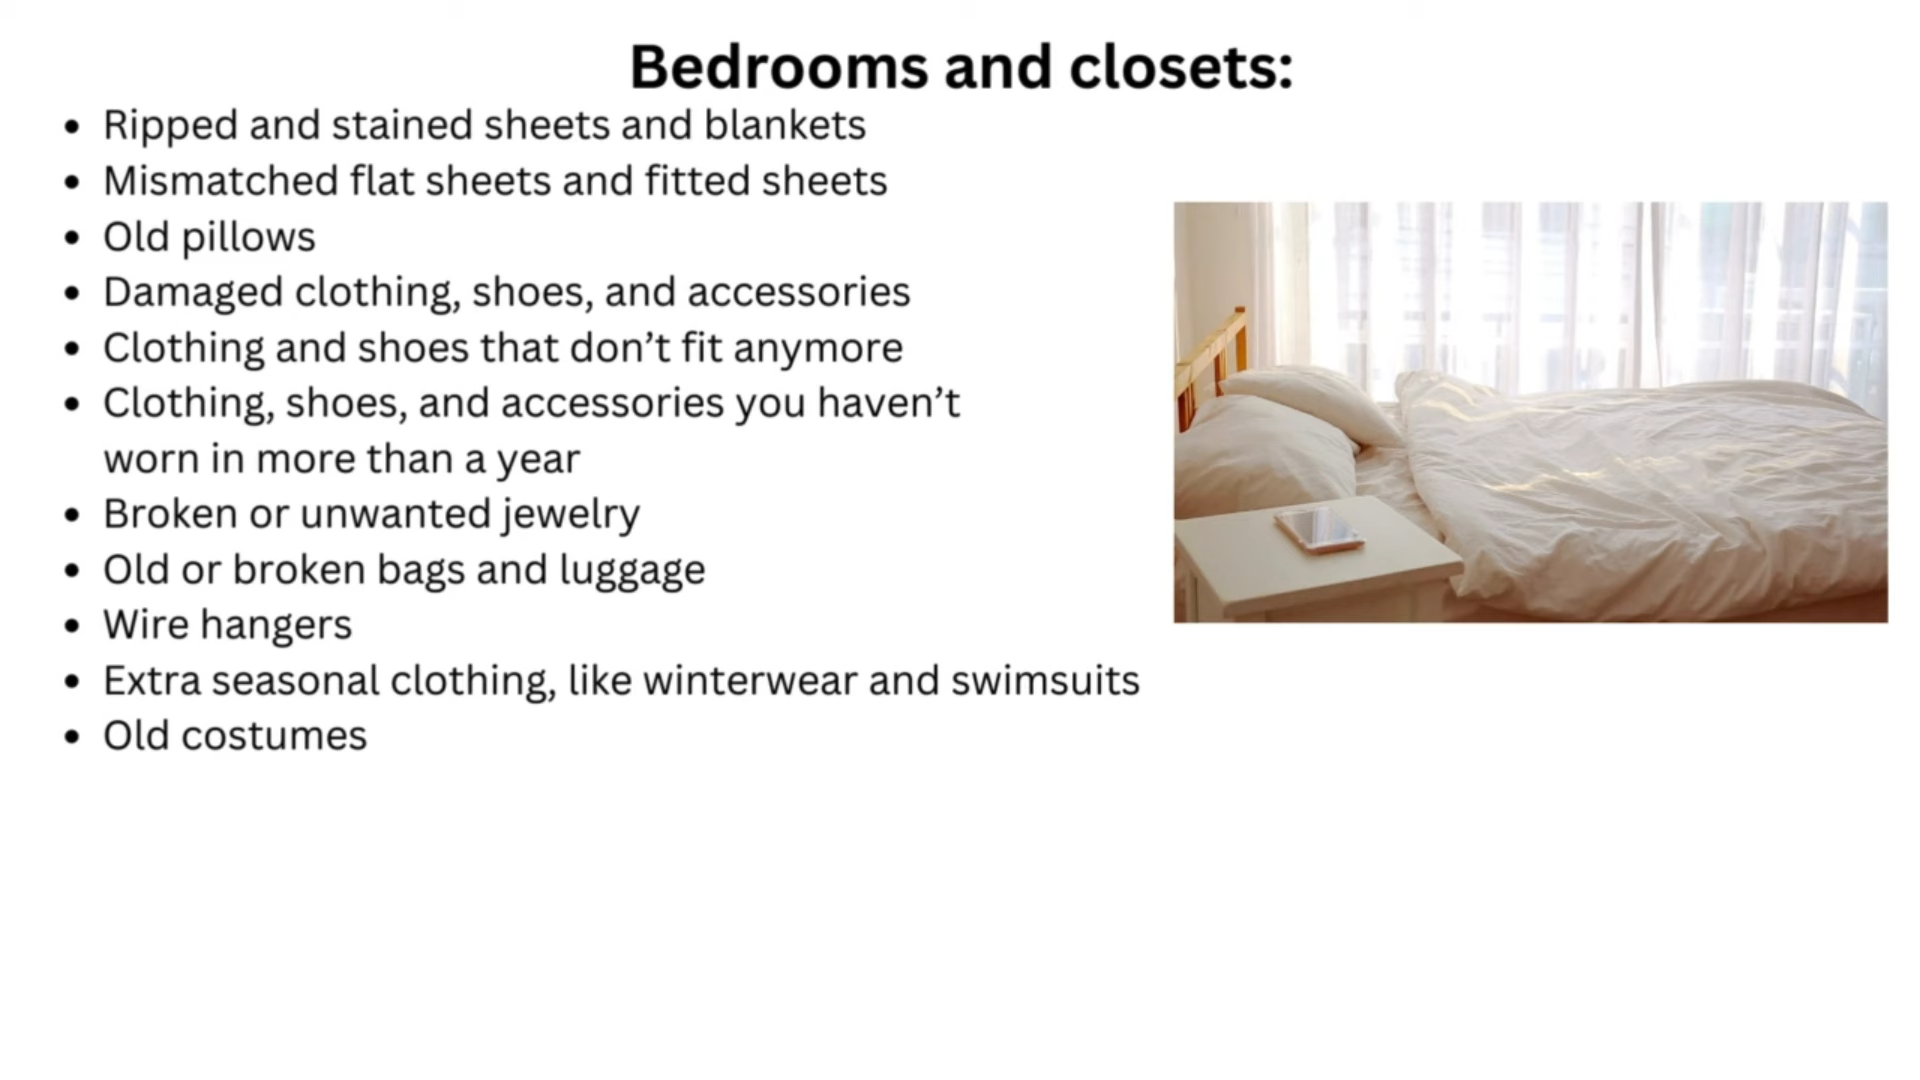 Bedrooms and closets:
• Ripped and stained sheets and blankets
• Mismatched flat sheets and fitted sheets
• Old pillows
• Damaged clothing, shoes, and accessories
• Clothing and shoes that don’t fit anymore
• Clothing, shoes, and accessories you haven’t
worn in more than a year
• Broken or unwanted jewelry
• Old or broken bags and luggage
• Wire hangers
• Extra seasonal clothing, like winterwear and swimsuits
• Old costumes